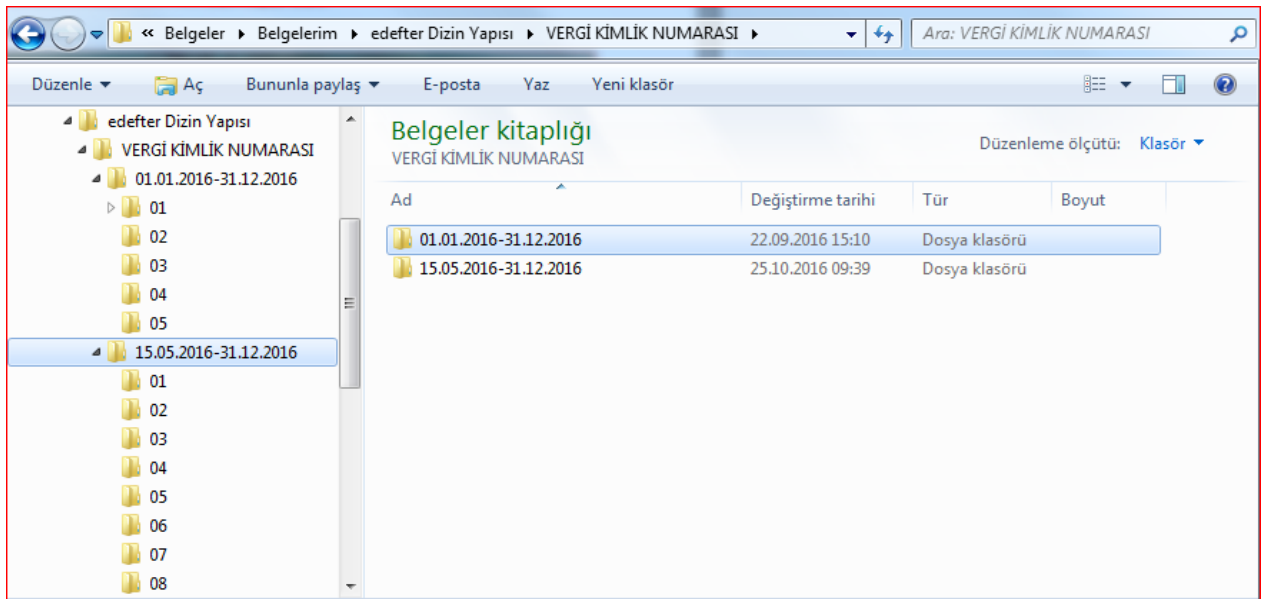 « Belgeler ▸ Belgelerim ▸ edefter Dizin Yapısı ▸ VERGİ KİMLİK NUMARASI ▸ Ara: VERGİ KİMLİK NUMARASI
Düzenle Aç Bununla paylaş E-posta Yaz Yeni klasör
edefter Dizin Yapısı
VERGİ KİMLİK NUMARASI
01.01.2016-31.12.2016
01
02
03
04
05
15.05.2016-31.12.2016
01
02
03
04
05
06
07
08
Belgeler kitaplığı
VERGİ KİMLİK NUMARASI
Düzenleme ölçütü: Klasör
Ad Değiştirme tarihi Tür Boyut
01.01.2016-31.12.2016 22.09.2016 15:10 Dosya klasörü
15.05.2016-31.12.2016 25.10.2016 09:39 Dosya klasörü